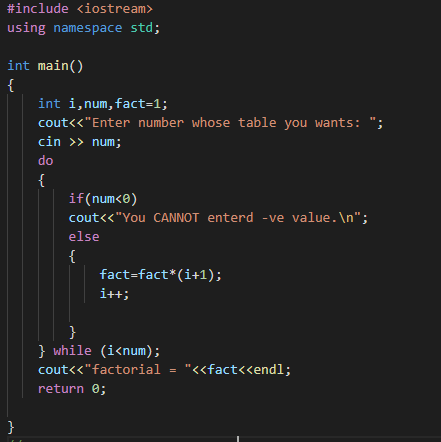 #include <iostream>
using namespace std;
int main()
{
int i,num,fact=1;
cout<<"Enter number whose table you wants: ";
cin >> num;
do
{
if(num<0)
cout<<"You CANNOT enterd -ve value.\n";
else
{
fact=fact*(i+1);
i++;
}
} while (i<num);
cout<<"factorial = "<<fact<<endl;
return 0;
}